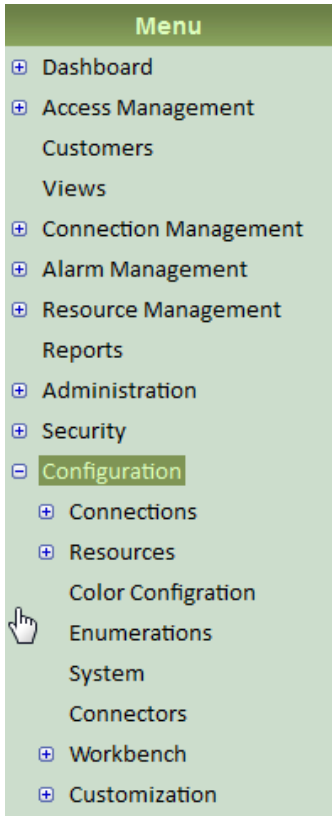 Menu
Dashboard
Access Management
Customers
Views
Connection Management
Alarm Management
Resource Management
Reports
Administration
Security
Configuration
Connections
Resources
Color Configration
Enumerations
System
Connectors
Workbench
Customization